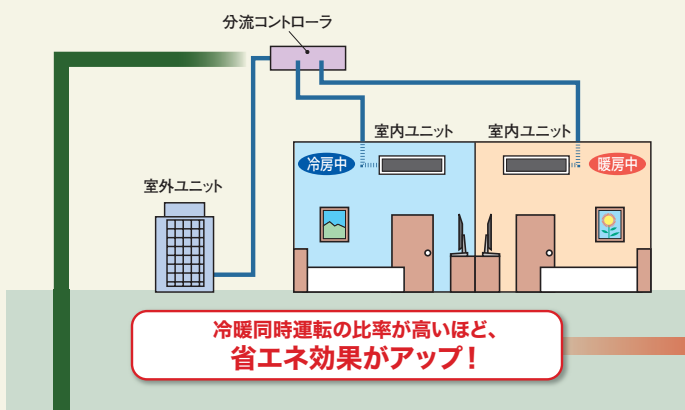 分流コントローラ
室内ユニット
室内ユニット
冷房中
暖房中
室外ユニット
冷暖同時運転の比率が高いほど、
省エネ効果がアップ!